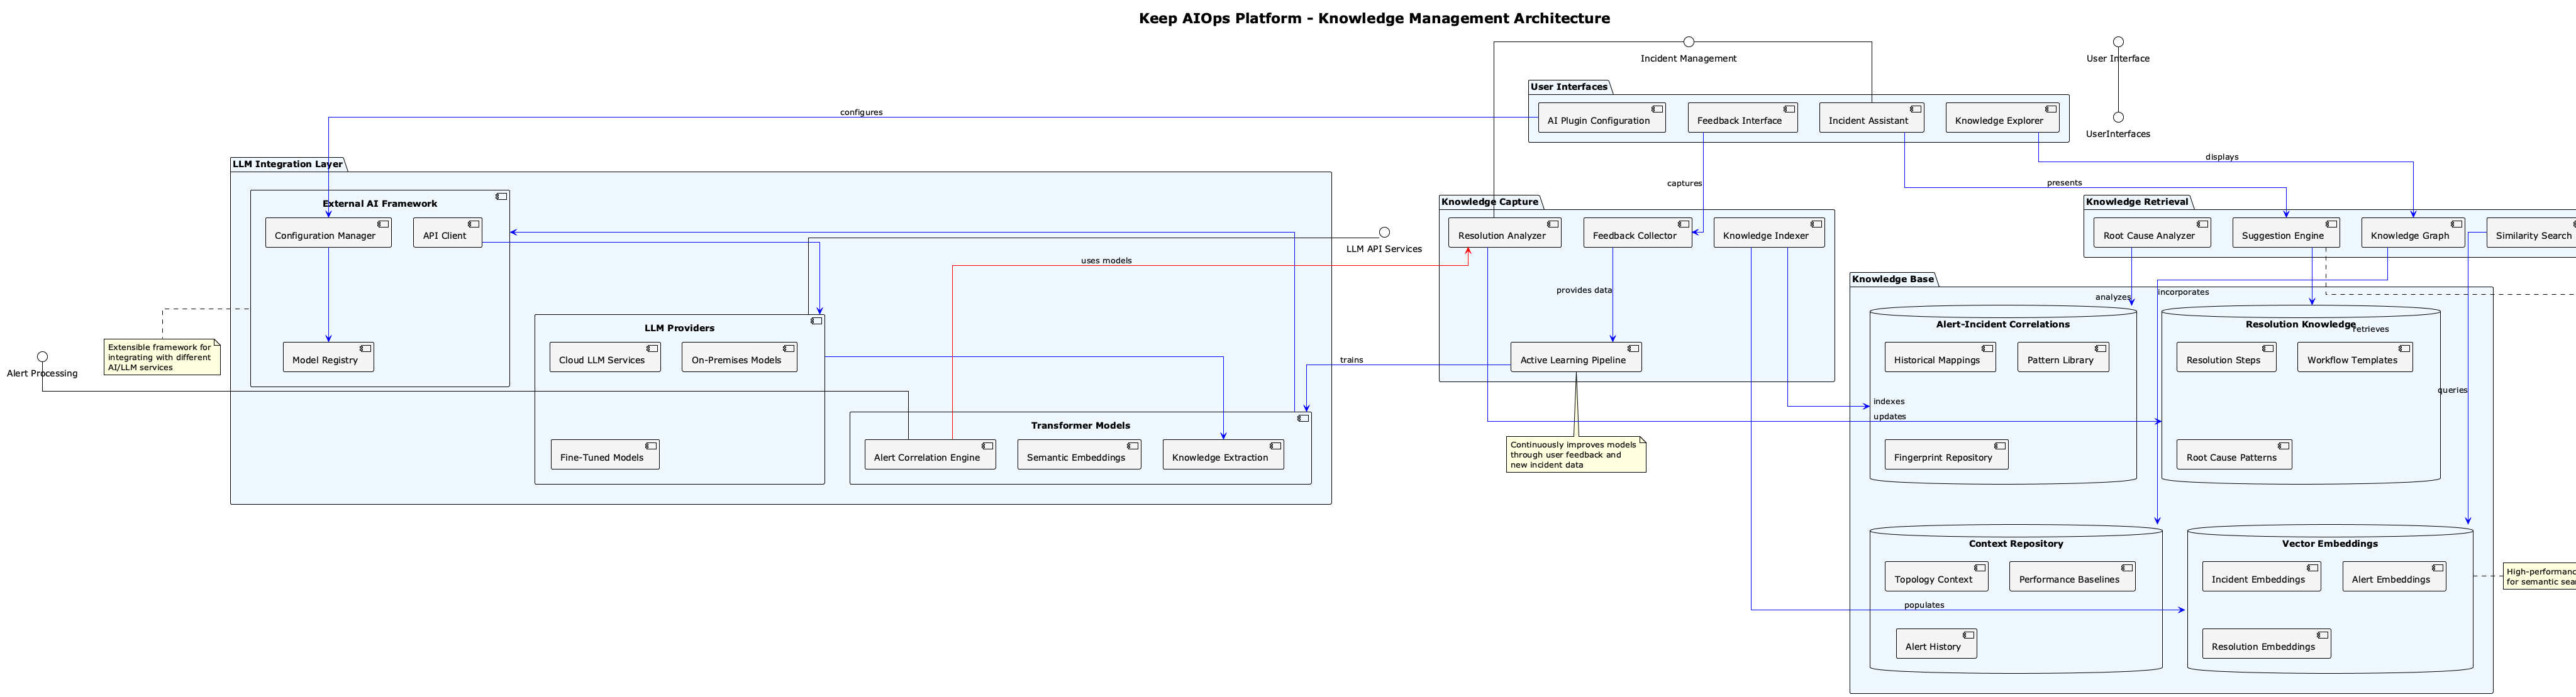 Keep AIOps Platform - Knowledge Management Architecture
Incident Management
User Interface
User Interfaces
AI Plugin Configuration
Feedback Interface
Incident Assistant
Knowledge Explorer
UserInterfaces
configures
displays
captures
presents
LLM Integration Layer
External AI Framework
Configuration Manager
API Client
LLM API Services
uses models
Knowledge Capture
Resolution Analyzer
Feedback Collector
Knowledge Indexer
provides data
Knowledge Retrieval
Root Cause Analyzer
Suggestion Engine
Knowledge Graph
Similarity Search
Knowledge Base
analyzes
incorporates
retrieves
queries
Alert Processing
Extensible framework for
integrating with different
AI/LLM services
Model Registry
LLM Providers
Cloud LLM Services
On-Premises Models
Fine-Tuned Models
Transformer Models
Alert Correlation Engine
Semantic Embeddings
Knowledge Extraction
trains
Active Learning Pipeline
Continuously improves models
through user feedback and
new incident data
Alert-Incident Correlations
Historical Mappings
Pattern Library
Fingerprint Repository
indexes
updates
Resolution Knowledge
Resolution Steps
Workflow Templates
Root Cause Patterns
Context Repository
Topology Context
Performance Baselines
populates
Alert History
Vector Embeddings
Incident Embeddings
Alert Embeddings
Resolution Embeddings
High-performance
for semantic